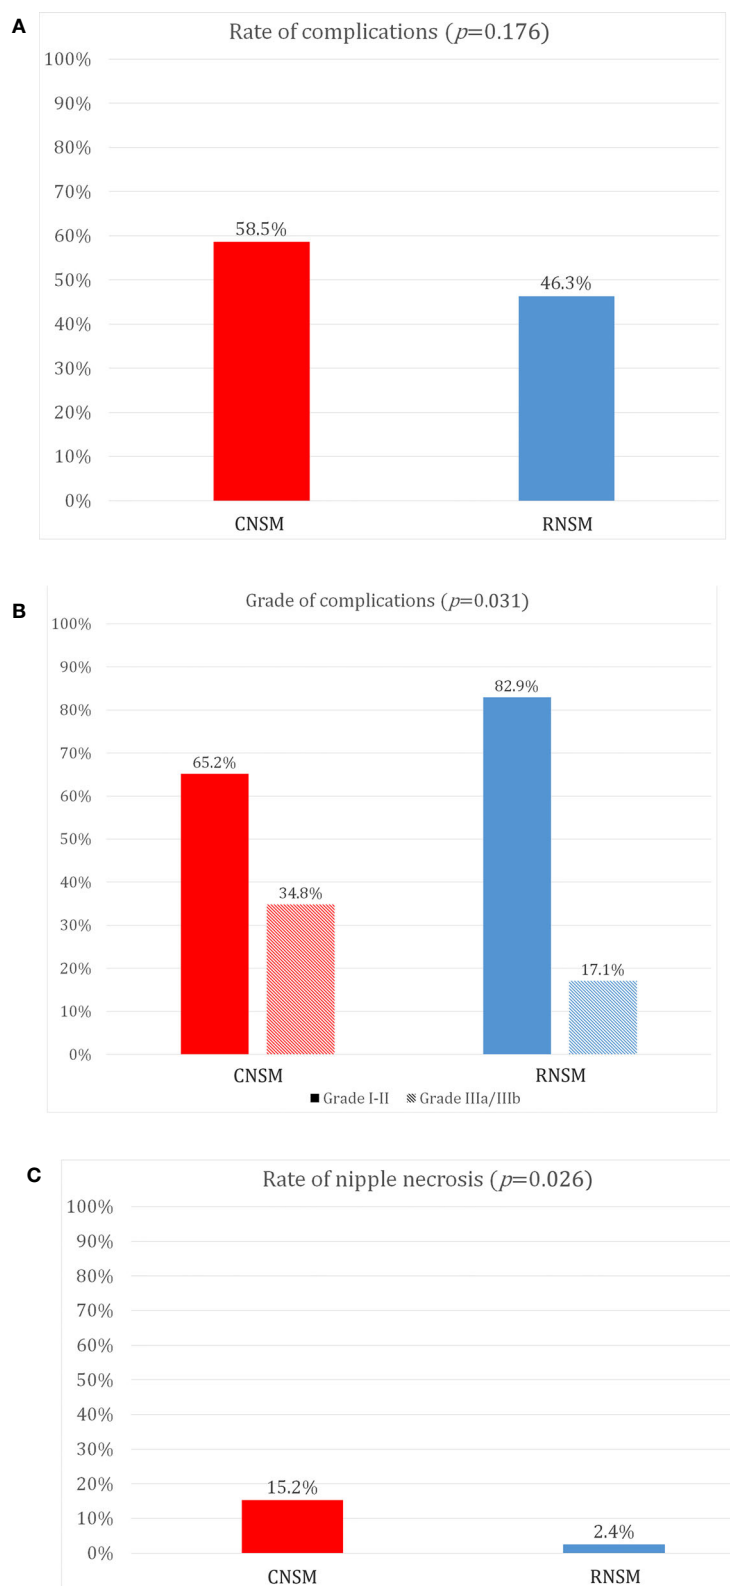 A
Rate of complications (p=0.176)
100%
90%
80%
70%
60%
50%
40%
30%
20%
10%
0%
58.5%
46.3%
CNSM
RNSM
B
Grade of complications (p=0.031)
100%
90%
80%
70%
60%
50%
40%
30%
20%
10%
0%
65.2%
34.8%
82.9%
17.1%
CNSM
RNSM
Grade I-II
Grade IIIa/IIIb
C
Rate of nipple necrosis (p=0.026)
100%
90%
80%
70%
60%
50%
40%
30%
20%
10%
0%
15.2%
2.4%
CNSM
RNSM